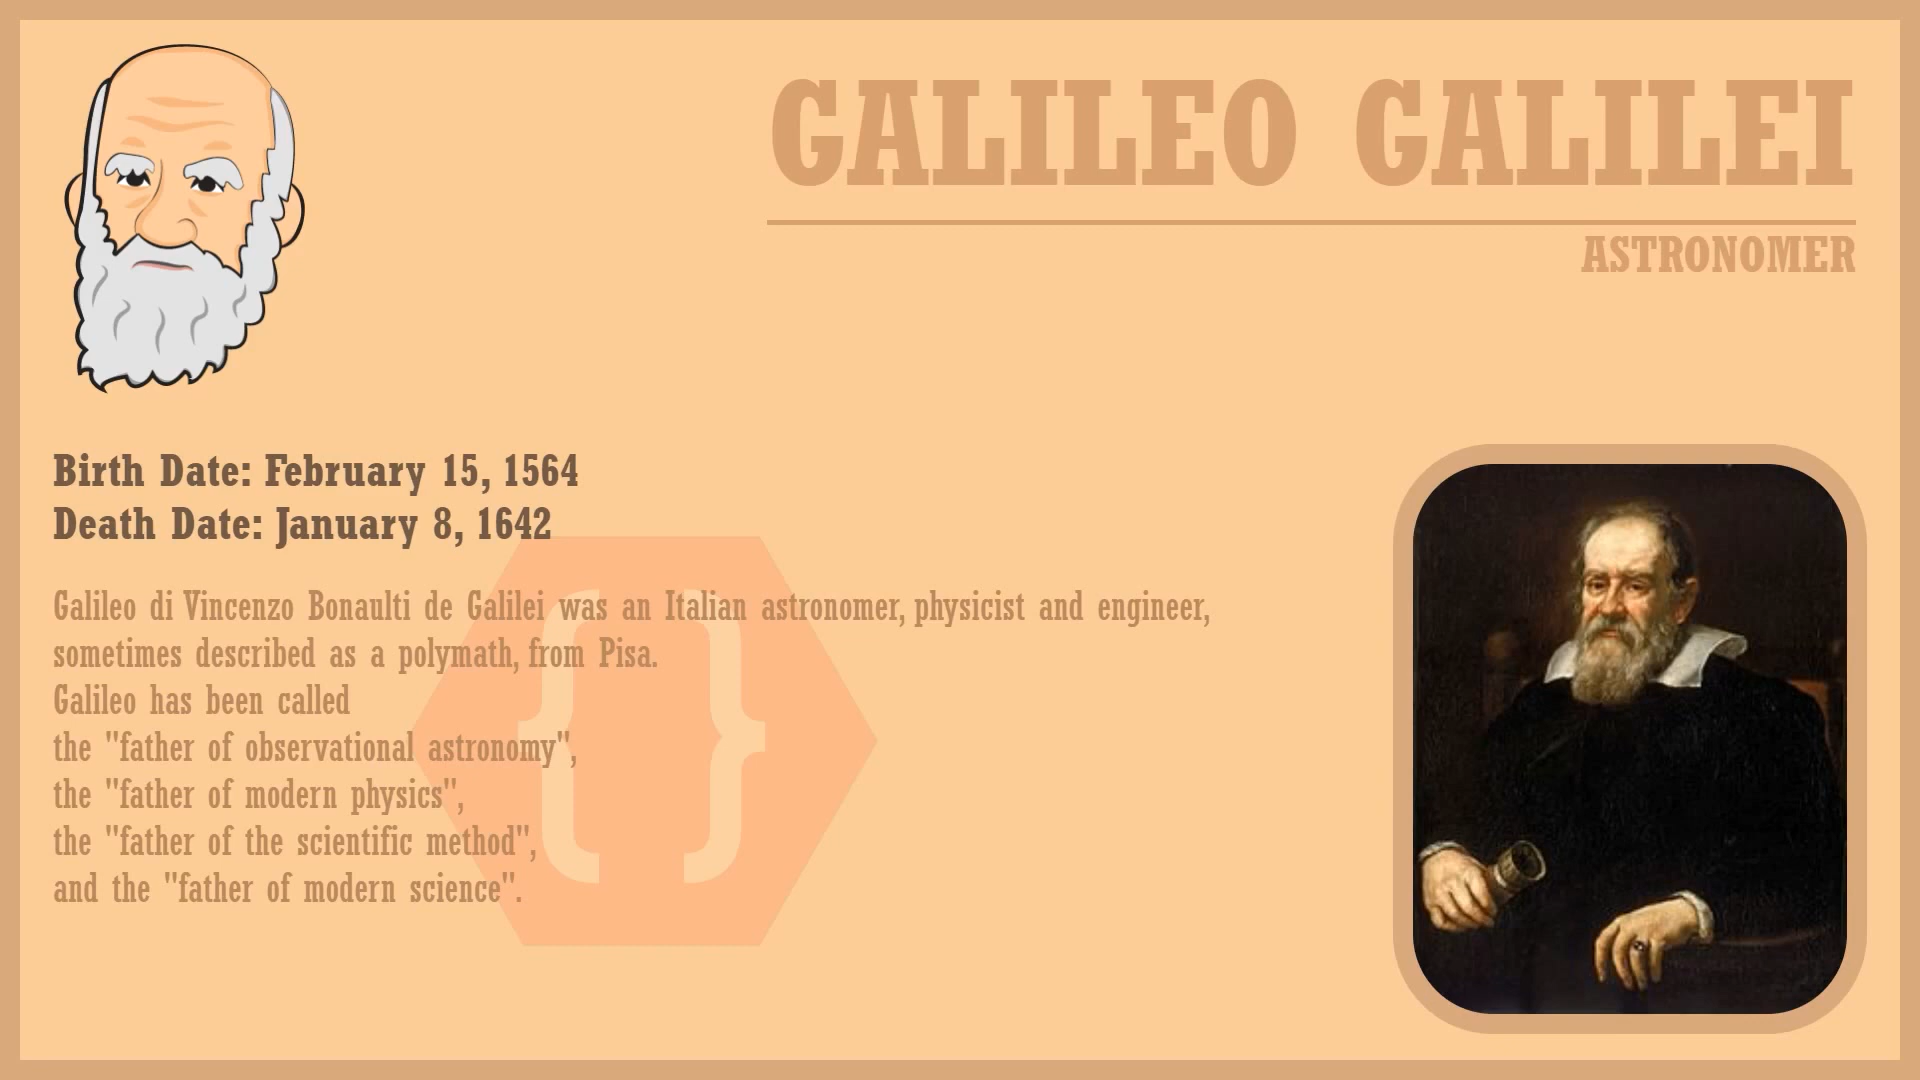 GALILEO GALILEI
ASTRONOMER
Birth Date: February 15, 1564
Death Date: January 8, 1642
Galileo di Vincenzo Bonaulti de Galilei was an Italian astronomer, physicist and engineer,
sometimes described as a polymath, from Pisa.
Galileo has been called
the "father of observational astronomy",
the "father of modern physics",
the "father of the scientific method",
and the "father of modern science".
{ }